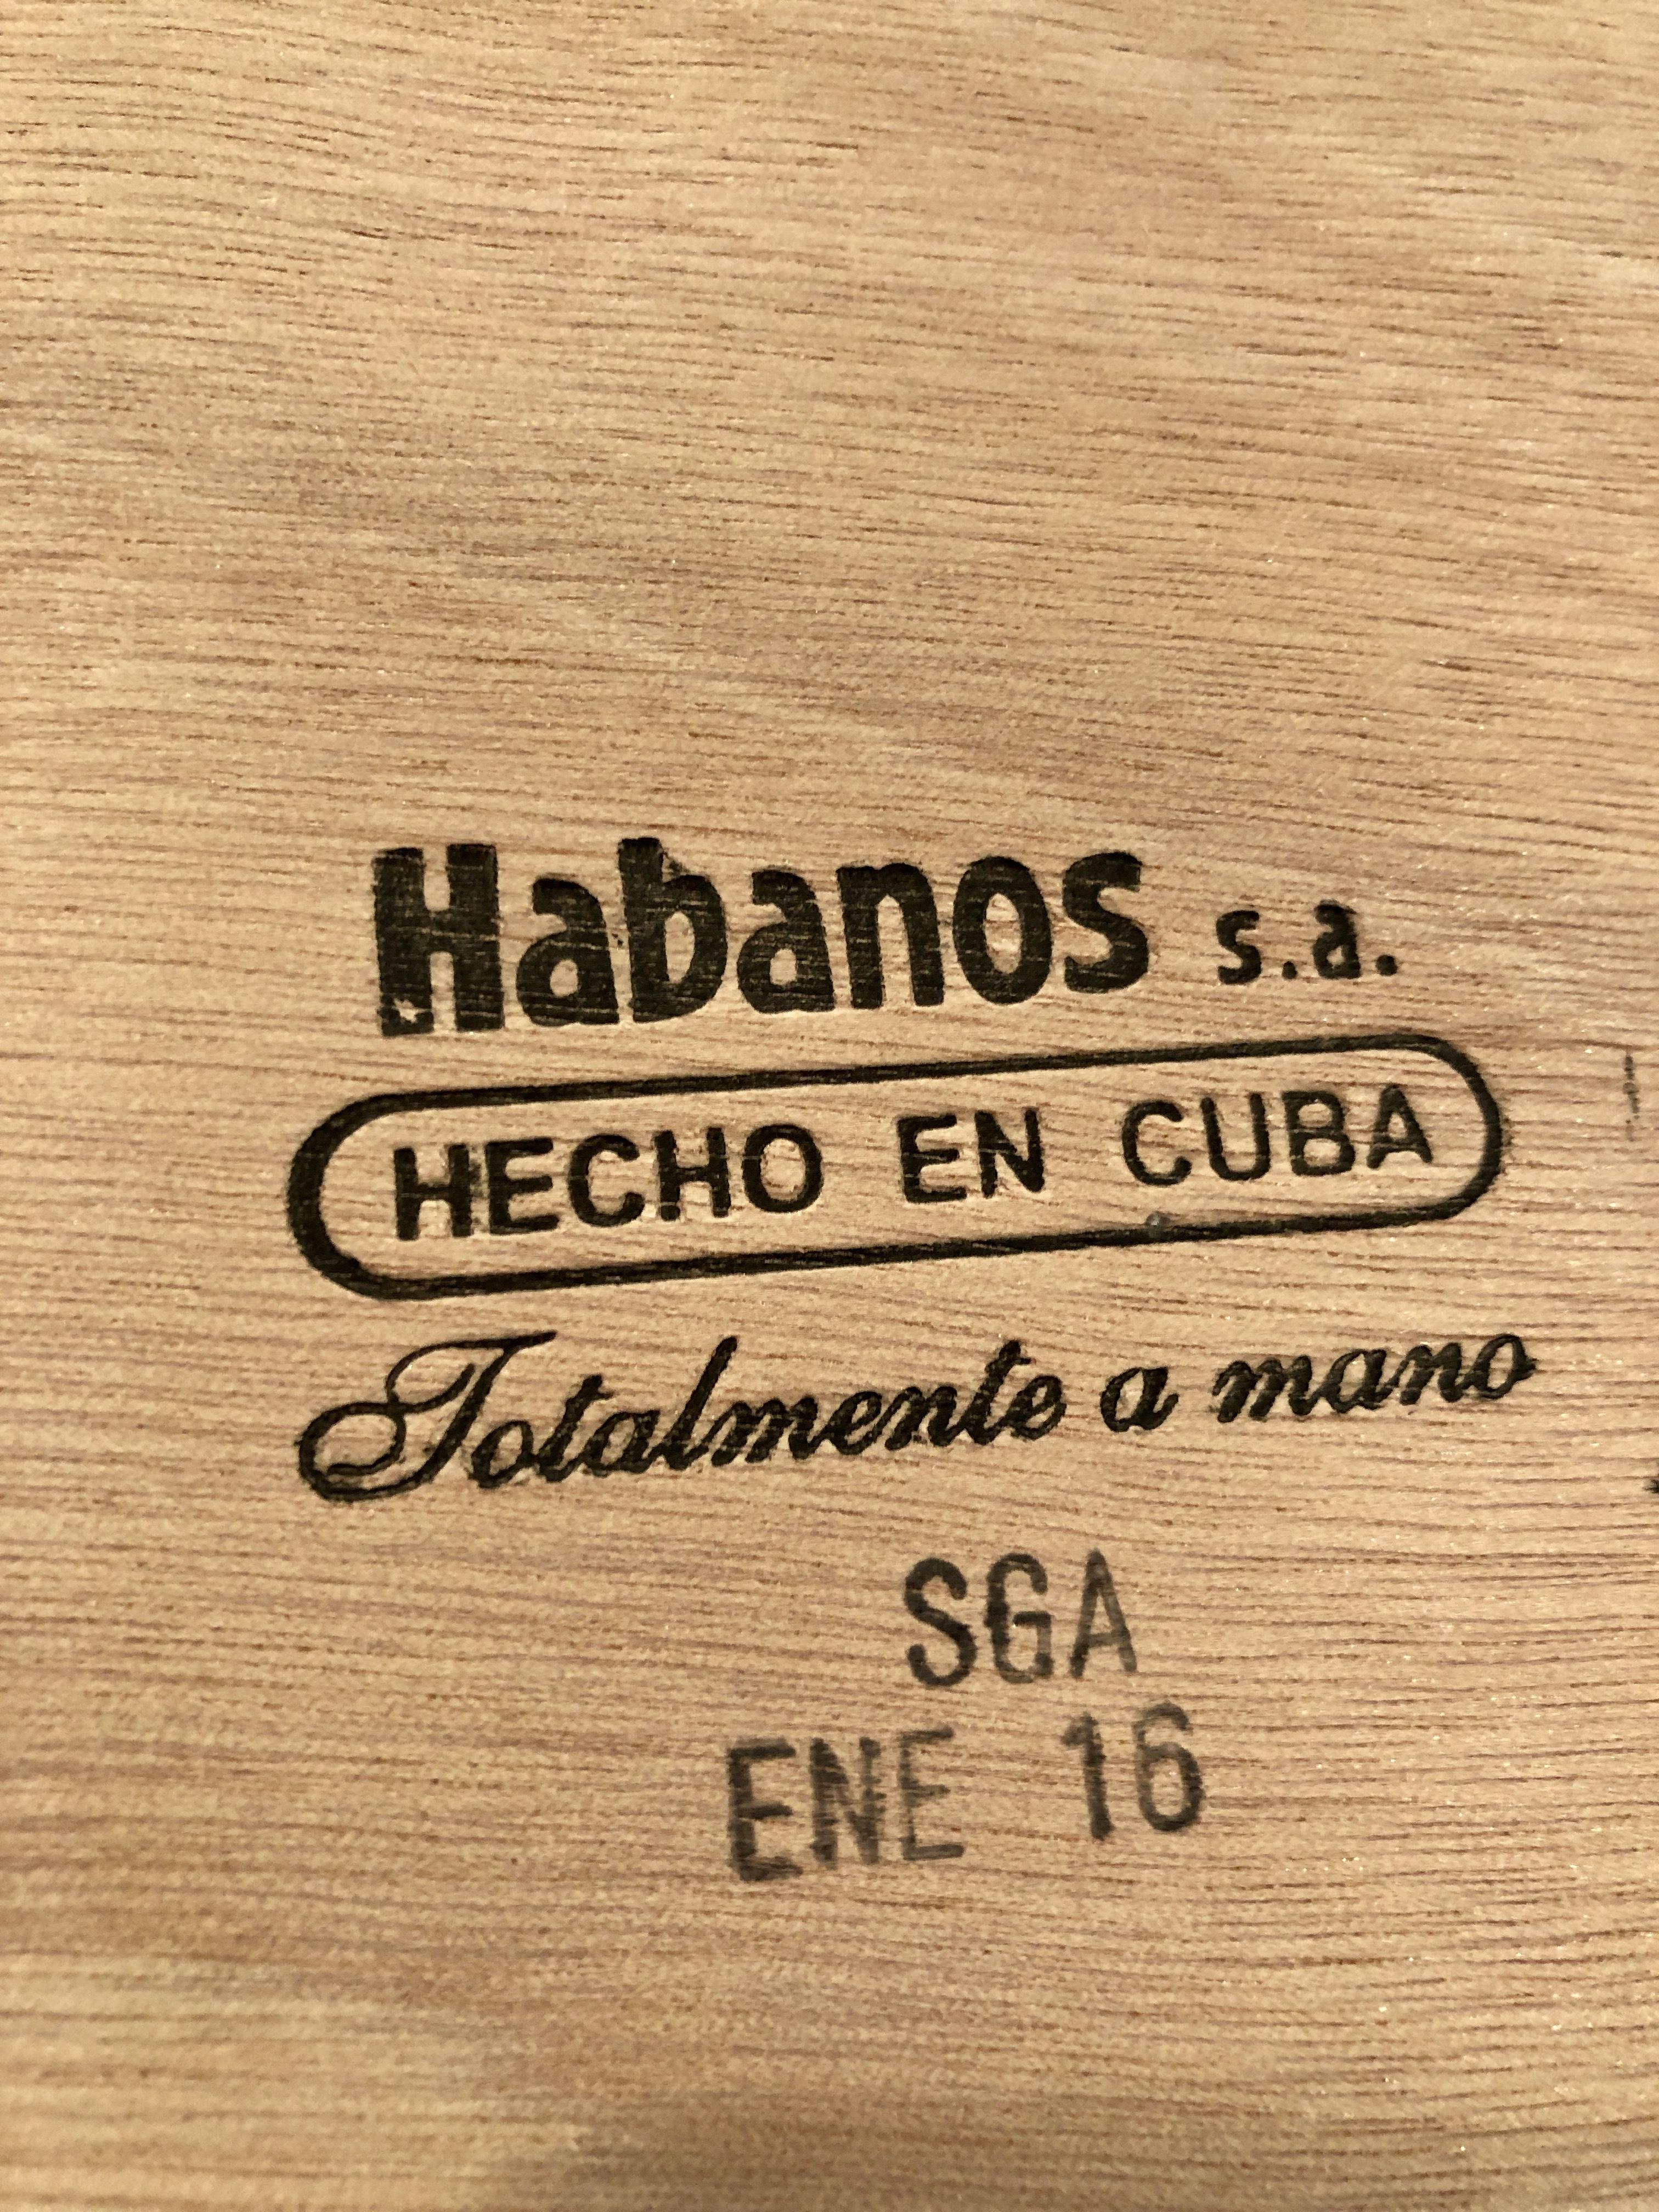 Habanos s.a.
HECHO EN CUBA
Totalmente a mano
SGA
ENE 16